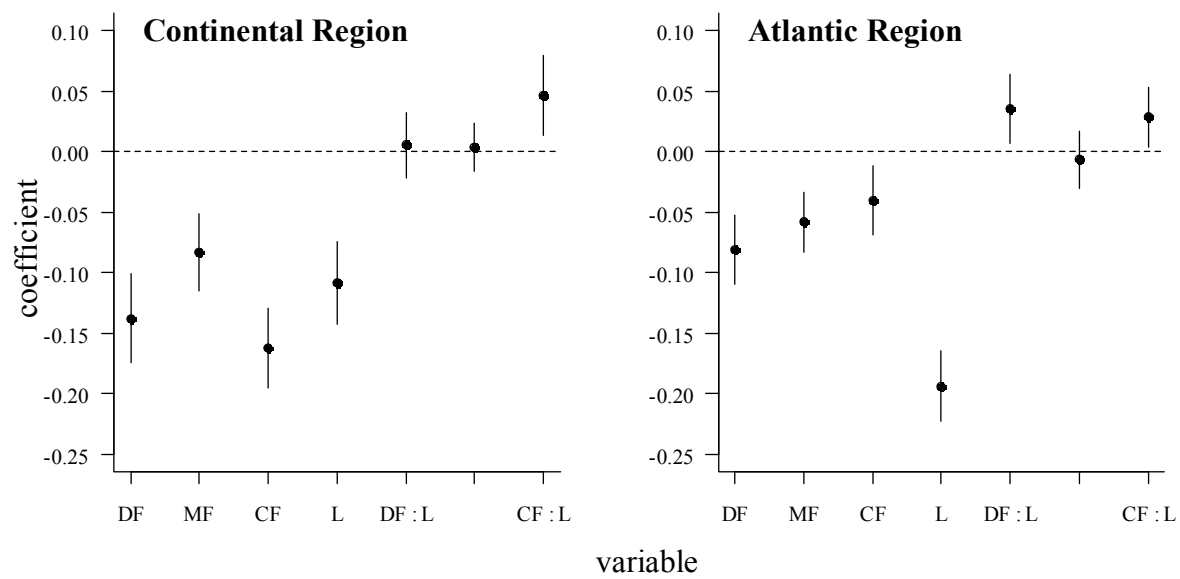 Continental Region
Atlantic Region
coefficient
0.10
0.05
0.00
-0.05
-0.10
-0.15
-0.20
-0.25
0.10
0.05
0.00
-0.05
-0.10
-0.15
-0.20
-0.25
DF MF CF L DF : L CF : L
DF MF CF L DF : L CF : L
variable